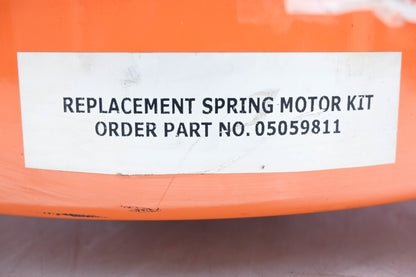 REPLACEMENT SPRING MOTOR KIT
ORDER PART NO. 05059811